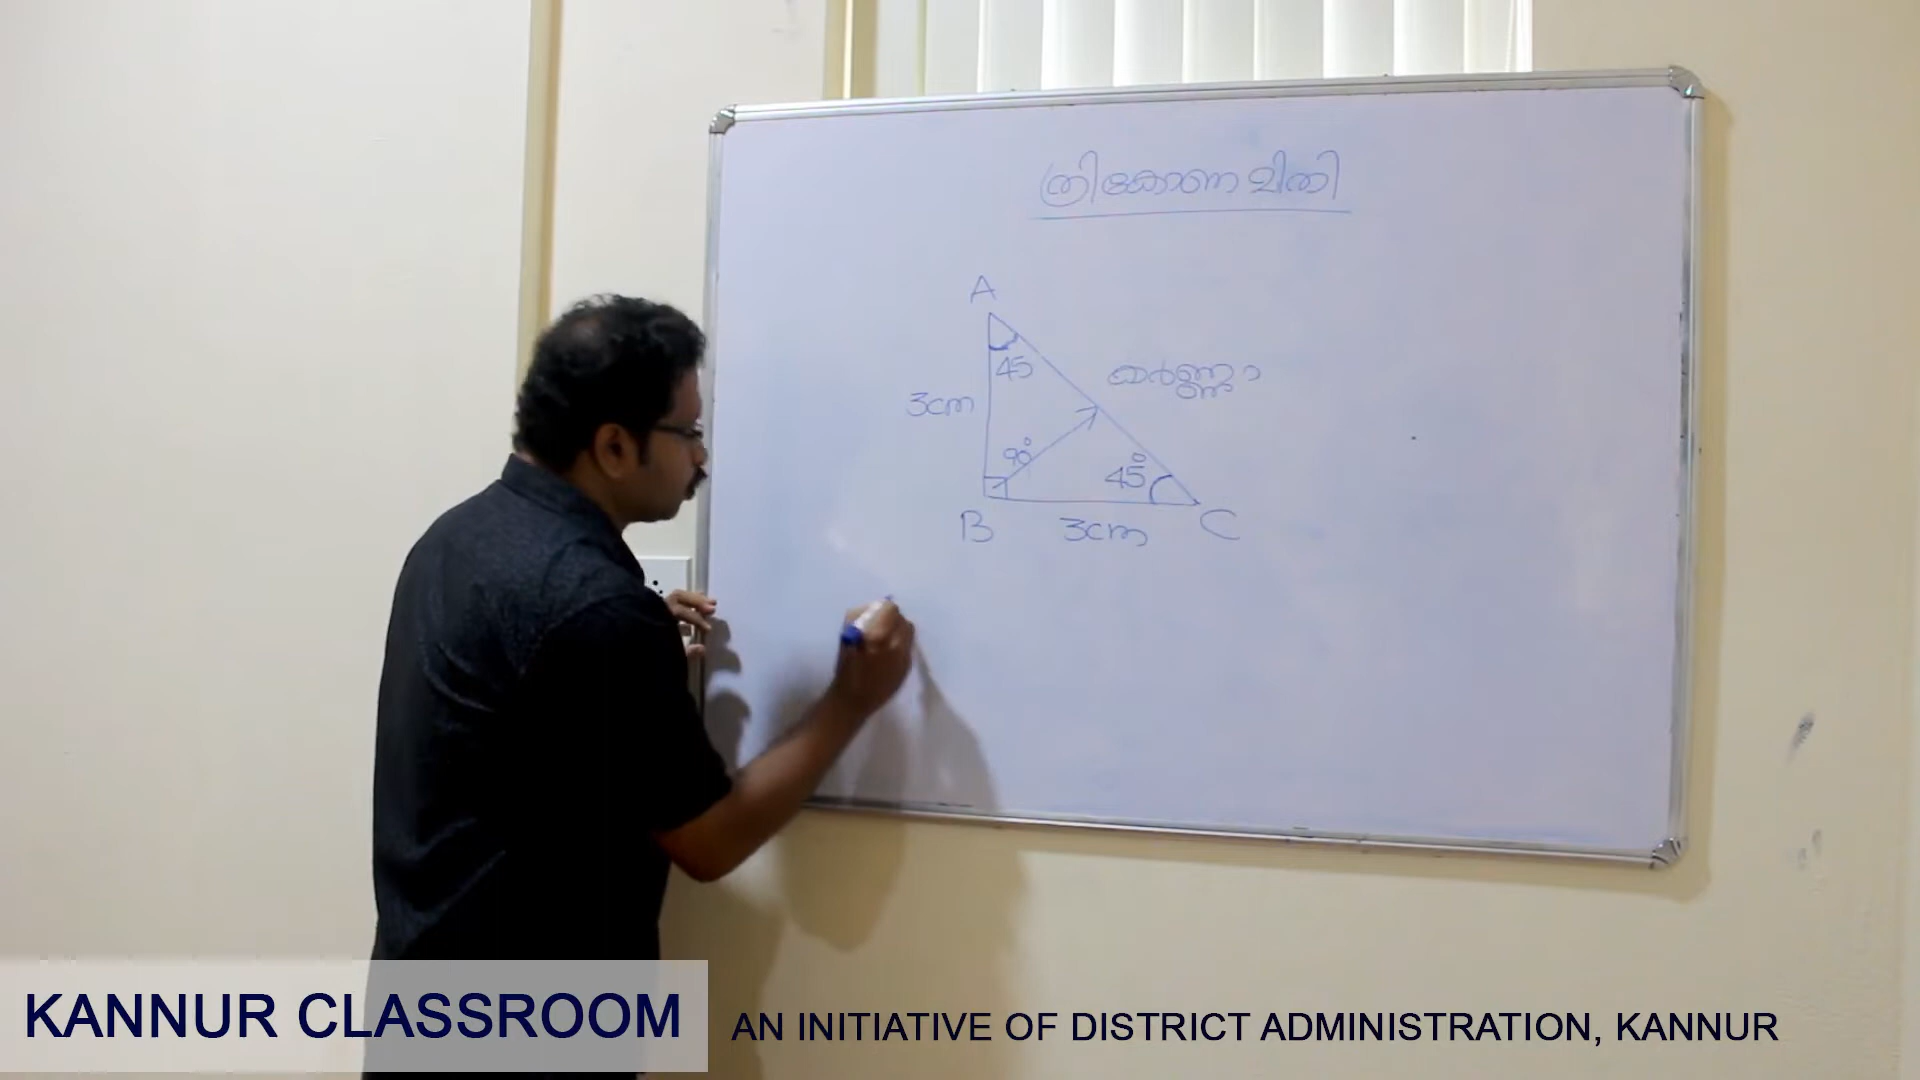 ത്രികോണമിതി
A
45
കർണ്ണം
3cm
90°
45°
B
3cm
C
KANNUR CLASSROOM
AN INITIATIVE OF DISTRICT ADMINISTRATION, KANNUR